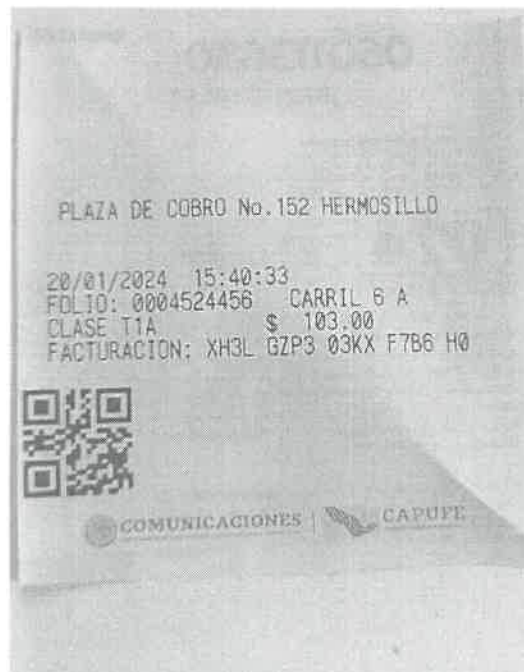 PLAZA DE COBRO No.152 HERMOSILLO
20/01/2024 15:40:33
FOLIO: 0004524456 CARRIL 6 A
CLASE T1A $ 103.00
FACTURACION: XH3L GZP3 03KX F7B6 H0
COMUNICACIONES | CAPUFE